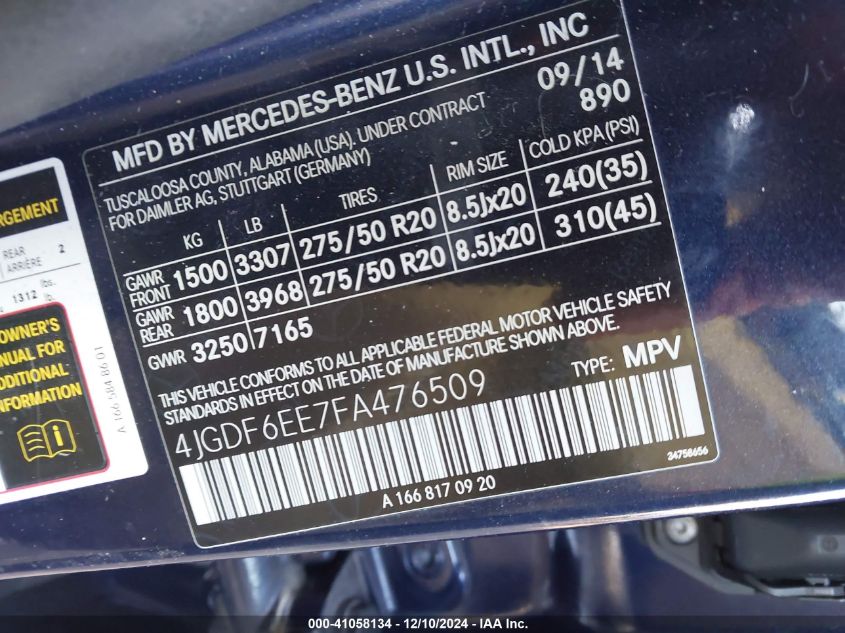 MFD BY MERCEDES-BENZ U.S. INTL., INC
TUSCALOOSA COUNTY, ALABAMA (USA). UNDER CONTRACT
FOR DAIMLER AG, STUTTGART (GERMANY)
09/14
890
KG LB TIRES RIM SIZE COLD KPA (PSI)
GAWR FRONT 1500 3307 275/50 R20 8.5Jx20 240(35)
GAWR REAR 1800 3968 275/50 R20 8.5Jx20 310(45)
GVWR 3250 7165
THIS VEHICLE CONFORMS TO ALL APPLICABLE FEDERAL MOTOR VEHICLE SAFETY
STANDARDS IN EFFECT ON THE DATE OF MANUFACTURE SHOWN ABOVE.
4JGDF6EE7FA476509 TYPE: MPV
A 166 817 09 20
34758656
REAR 2
ARRIÈRE
1312 lbs.
lb.
OWNER'S
FOR
INFORMATION
A 166 584 86 01
000-41058134 - 12/10/2024 - IAA Inc.